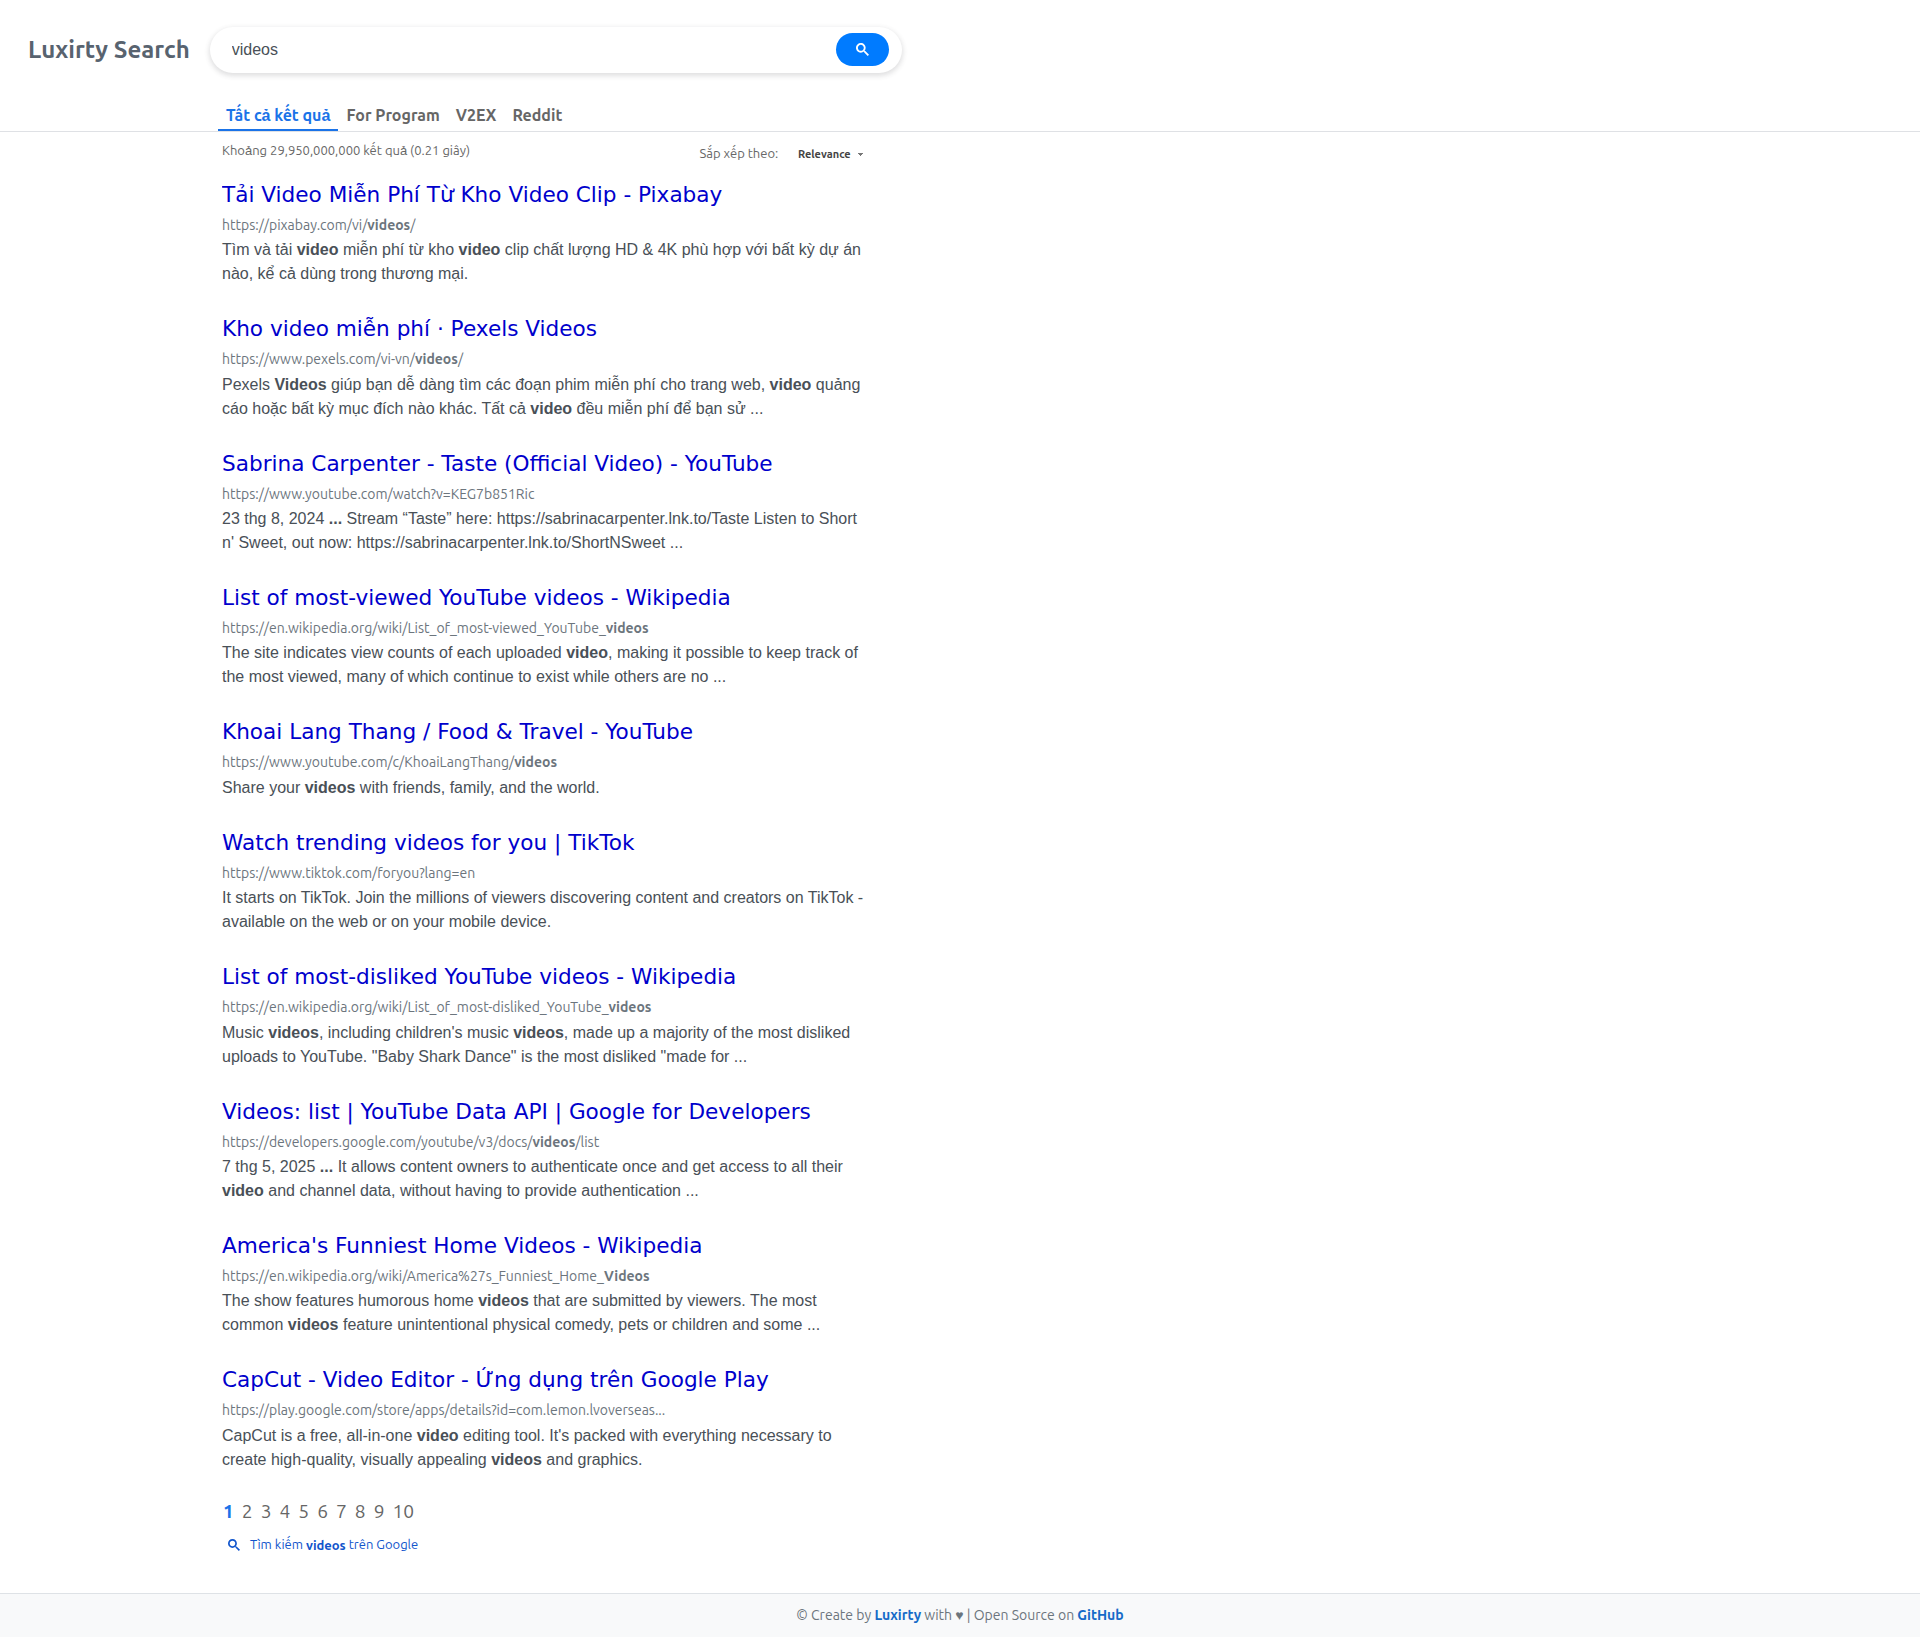 Luxirty Search
videos
Tất cả kết quả For Program V2EX Reddit
Khoảng 29,950,000,000 kết quả (0.21 giây)
Sắp xếp theo: Relevance
Tải Video Miễn Phí Từ Kho Video Clip - Pixabay
https://pixabay.com/vi/videos/
Tìm và tải video miễn phí từ kho video clip chất lượng HD & 4K phù hợp với bất kỳ dự án
nào, kể cả dùng trong thương mại.
Kho video miễn phí · Pexels Videos
https://www.pexels.com/vi-vn/videos/
Pexels Videos giúp bạn dễ dàng tìm các đoạn phim miễn phí cho trang web, video quảng
cáo hoặc bất kỳ mục đích nào khác. Tất cả video đều miễn phí để bạn sử ...
Sabrina Carpenter - Taste (Official Video) - YouTube
https://www.youtube.com/watch?v=KEG7b851Ric
23 thg 8, 2024 ... Stream “Taste” here: https://sabrinacarpenter.lnk.to/Taste Listen to Short
n' Sweet, out now: https://sabrinacarpenter.lnk.to/ShortNSweet ...
List of most-viewed YouTube videos - Wikipedia
https://en.wikipedia.org/wiki/List_of_most-viewed_YouTube_videos
The site indicates view counts of each uploaded video, making it possible to keep track of
the most viewed, many of which continue to exist while others are no ...
Khoai Lang Thang / Food & Travel - YouTube
https://www.youtube.com/c/KhoaiLangThang/videos
Share your videos with friends, family, and the world.
Watch trending videos for you | TikTok
https://www.tiktok.com/foryou?lang=en
It starts on TikTok. Join the millions of viewers discovering content and creators on TikTok -
available on the web or on your mobile device.
List of most-disliked YouTube videos - Wikipedia
https://en.wikipedia.org/wiki/List_of_most-disliked_YouTube_videos
Music videos, including children's music videos, made up a majority of the most disliked
uploads to YouTube. "Baby Shark Dance" is the most disliked "made for ...
Videos: list | YouTube Data API | Google for Developers
https://developers.google.com/youtube/v3/docs/videos/list
7 thg 5, 2025 ... It allows content owners to authenticate once and get access to all their
video and channel data, without having to provide authentication ...
America's Funniest Home Videos - Wikipedia
https://en.wikipedia.org/wiki/America%27s_Funniest_Home_Videos
The show features humorous home videos that are submitted by viewers. The most
common videos feature unintentional physical comedy, pets or children and some ...
CapCut - Video Editor - Ứng dụng trên Google Play
https://play.google.com/store/apps/details?id=com.lemon.lvoverseas...
CapCut is a free, all-in-one video editing tool. It's packed with everything necessary to
create high-quality, visually appealing videos and graphics.
1 2 3 4 5 6 7 8 9 10
Tìm kiếm videos trên Google
© Create by Luxirty with ♥ | Open Source on GitHub